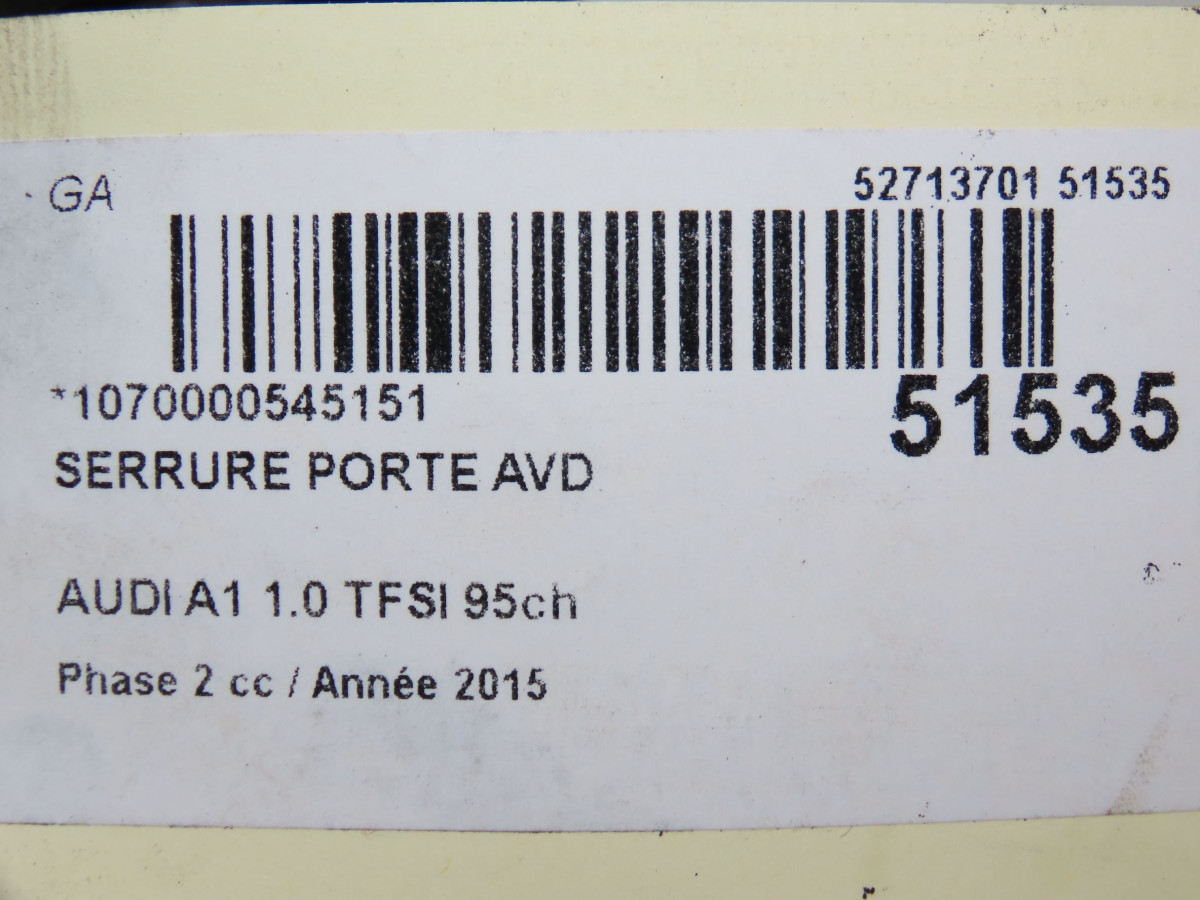 GA
52713701 51535
*1070000545151
51535
SERRURE PORTE AVD
AUDI A1 1.0 TFSI 95ch
Phase 2 cc / Année 2015